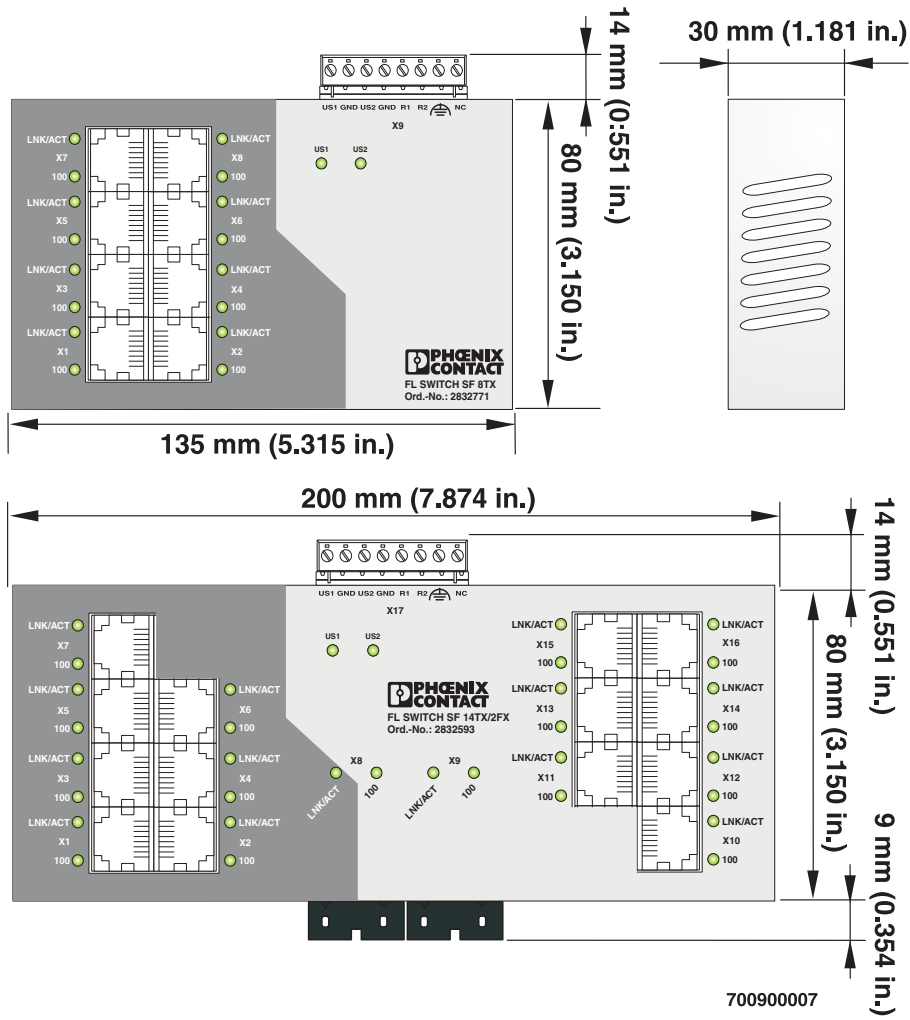 30 mm (1.181 in.)
14 mm (0:551 in.)
US1 GND US2 GND R1 R2 NC
X9
US1 US2
80 mm (3.150 in.)
LNK/ACT LNK/ACT
X7 X8
100 100
LNK/ACT LNK/ACT
X5 X6
100 100
LNK/ACT LNK/ACT
X3 X4
100 100
LNK/ACT LNK/ACT
X1 X2
100 100
PHŒNIX
CONTACT
FL SWITCH SF 8TX
Ord.-No.: 2832771
135 mm (5.315 in.)
200 mm (7.874 in.)
14 mm (0.551 in.)
US1 GND US2 GND R1 R2 NC
X17
US1 US2
80 mm (3.150 in.)
LNK/ACT
X7
100
LNK/ACT LNK/ACT
X5 X6
100 100
LNK/ACT LNK/ACT
X3 X4
100 100
LNK/ACT LNK/ACT
X1 X2
100 100
PHŒNIX
CONTACT
FL SWITCH SF 14TX/2FX
Ord.-No.: 2832593
X8 X9
LNK/ACT 100 LNK/ACT 100
LNK/ACT LNK/ACT
X15 X16
100 100
LNK/ACT LNK/ACT
X13 X14
100 100
LNK/ACT LNK/ACT
X11 X12
100 100
LNK/ACT
X10
100
9 mm (0.354 in.)
700900007